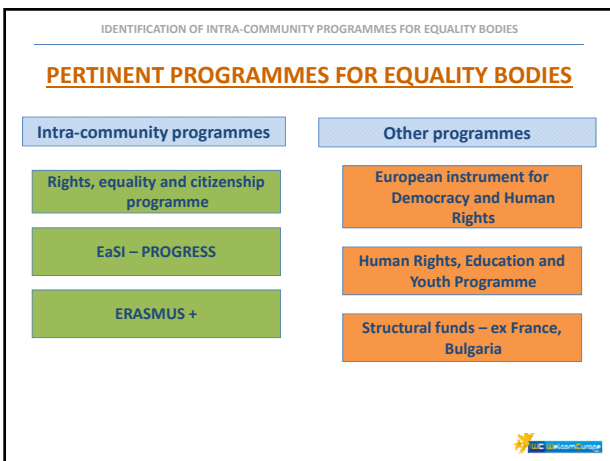 IDENTIFICATION OF INTRA-COMMUNITY PROGRAMMES FOR EQUALITY BODIES
PERTINENT PROGRAMMES FOR EQUALITY BODIES
Intra-community programmes
Rights, equality and citizenship
programme
EaSI – PROGRESS
ERASMUS +
Other programmes
European instrument for
Democracy and Human
Rights
Human Rights, Education and
Youth Programme
Structural funds – ex France,
Bulgaria
WelcomEurope